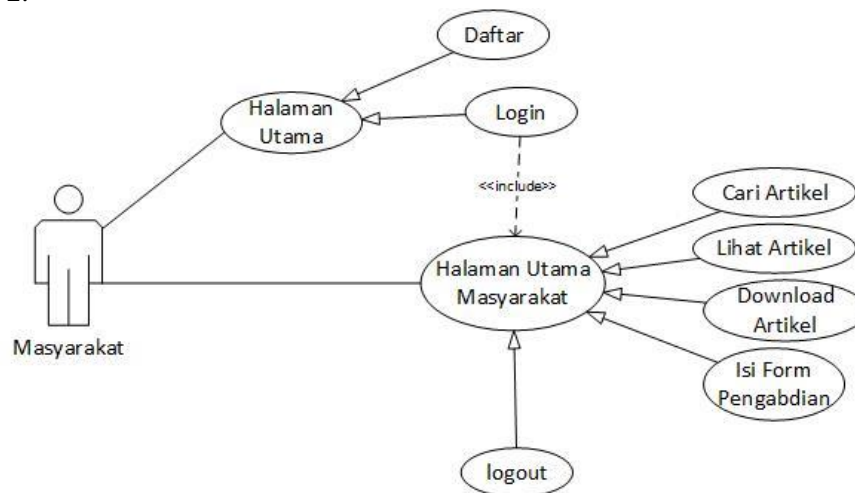 Daftar
Halaman
Utama
Login
<<include>>
Cari Artikel
Lihat Artikel
Halaman Utama
Masyarakat
Download
Artikel
Masyarakat
Isi Form
Pengabdian
logout